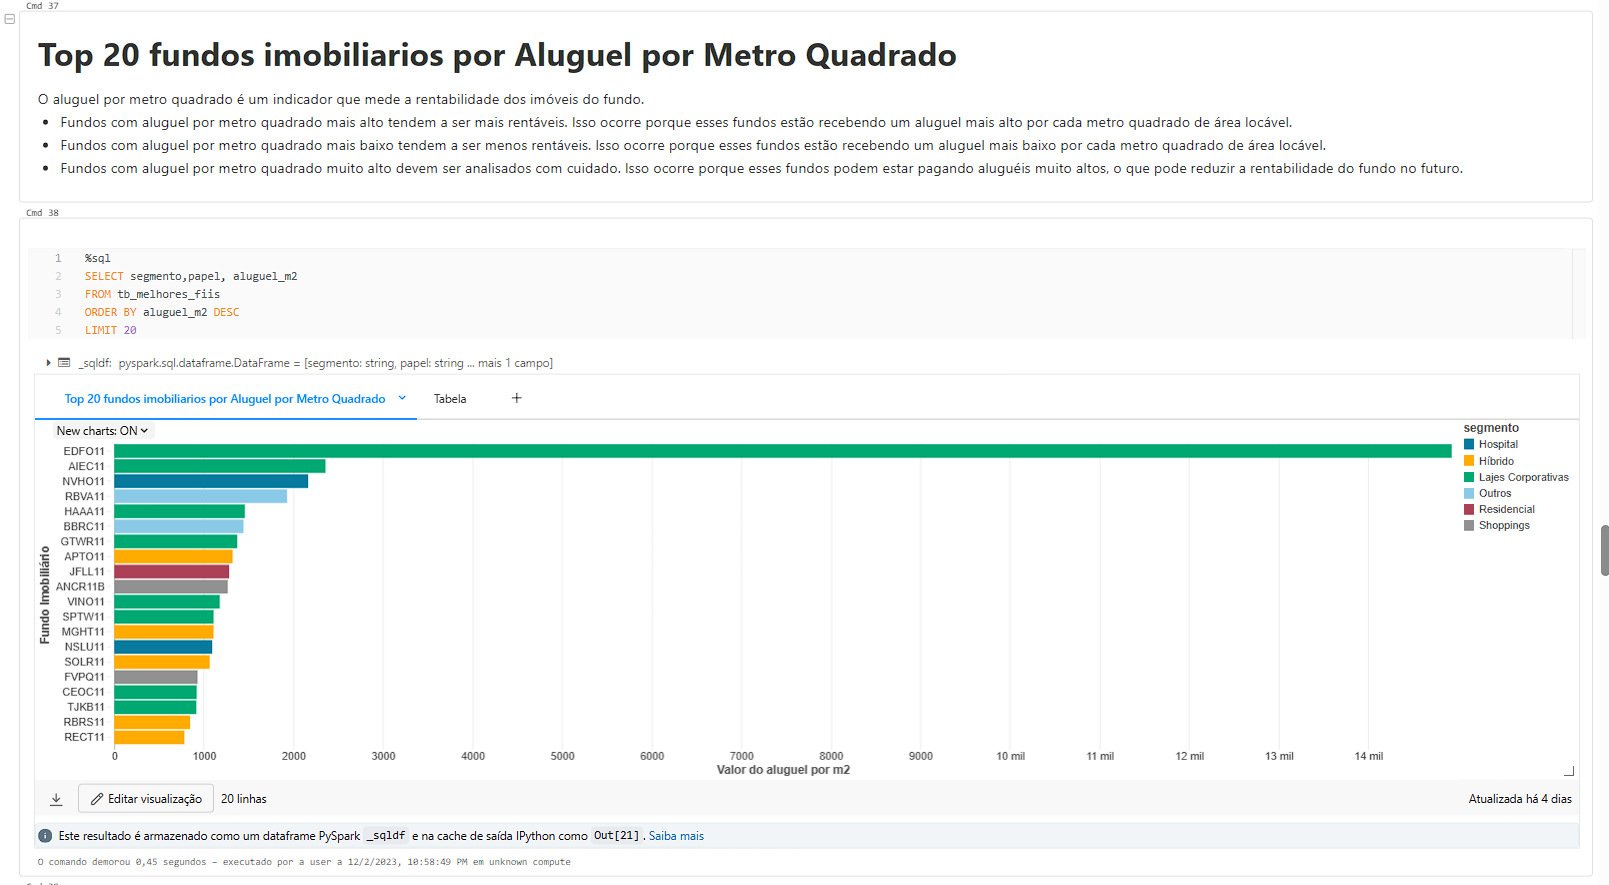 Cmd 37
Top 20 fundos imobiliarios por Aluguel por Metro Quadrado
O aluguel por metro quadrado é um indicador que mede a rentabilidade dos imóveis do fundo.
Fundos com aluguel por metro quadrado mais alto tendem a ser mais rentáveis. Isso ocorre porque esses fundos estão recebendo um aluguel mais alto por cada metro quadrado de área locável.
Fundos com aluguel por metro quadrado mais baixo tendem a ser menos rentáveis. Isso ocorre porque esses fundos estão recebendo um aluguel mais baixo por cada metro quadrado de área locável.
Fundos com aluguel por metro quadrado muito alto devem ser analisados com cuidado. Isso ocorre porque esses fundos podem estar pagando aluguéis muito altos, o que pode reduzir a rentabilidade do fundo no futuro.
Cmd 38
1 %sql
2 SELECT segmento,papel, aluguel_m2
3 FROM tb_melhores_fiis
4 ORDER BY aluguel_m2 DESC
5 LIMIT 20
_sqldf: pyspark.sql.dataframe.DataFrame = [segmento: string, papel: string ... mais 1 campo]
Top 20 fundos imobiliarios por Aluguel por Metro Quadrado
Tabela
+
New charts: ON
Fundo Imobiliário
EDFO11
AIEC11
NVHO11
RBVA11
HAAA11
BBRC11
GTWR11
APTO11
JFLL11
ANCR11B
VINO11
SPTW11
MGHT11
NSLU11
SOLR11
FVPQ11
CEOC11
TJKB11
RBRS11
RECT11
0 1000 2000 3000 4000 5000 6000 7000 8000 9000 10 mil 11 mil 12 mil 13 mil 14 mil
Valor do aluguel por m2
segmento
Hospital
Híbrido
Lajes Corporativas
Outros
Residencial
Shoppings
Editar visualização
20 linhas
Atualizada há 4 dias
Este resultado é armazenado como um dataframe PySpark _sqldf e na cache de saída IPython como Out[21] . Saiba mais
O comando demorou 0,45 segundos – executado por a user a 12/2/2023, 10:58:49 PM em unknown compute